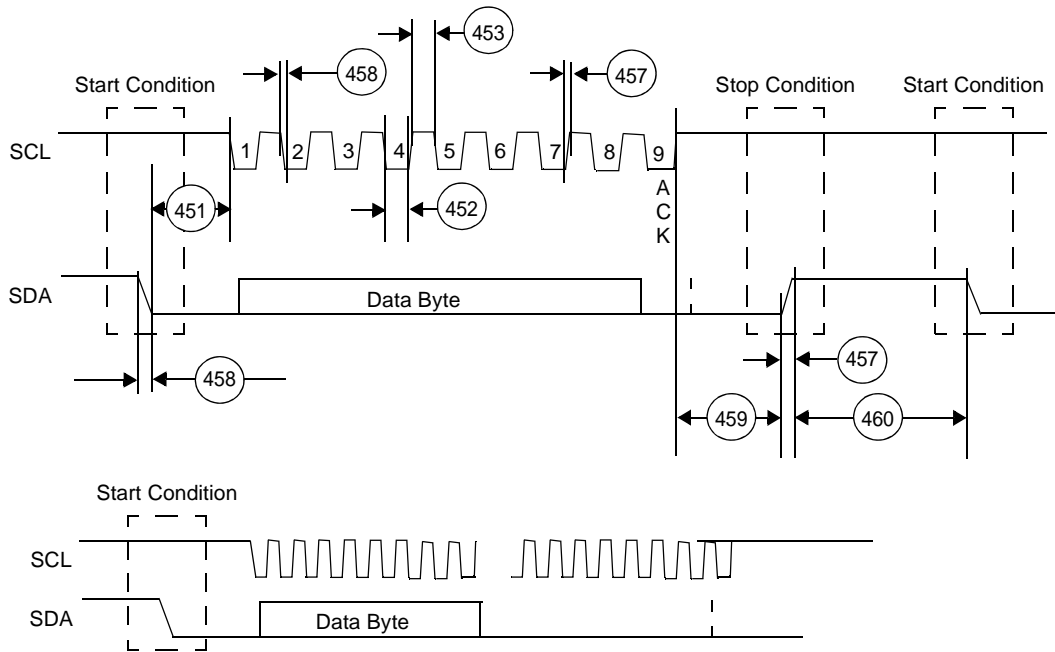 453
458
457
Start Condition
Stop Condition
Start Condition
SCL
1 2 3 4 5 6 7 8 9
A
C
K
451
452
SDA
Data Byte
458
457
459
460
Start Condition
SCL
SDA
Data Byte